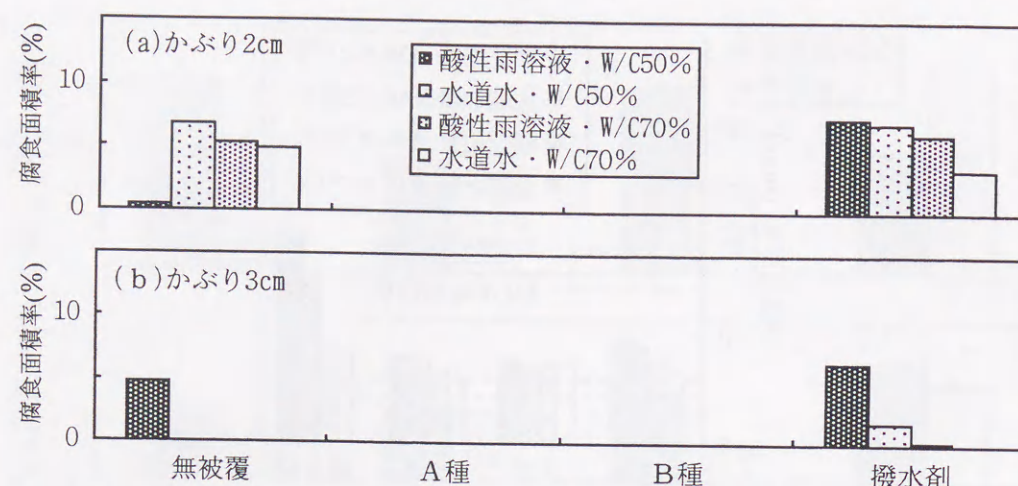 腐食面積率(%)
10
0
(a)かぶり2cm
酸性雨溶液・W/C50%
水道水・W/C50%
酸性雨溶液・W/C70%
水道水・W/C70%
腐食面積率(%)
10
0
(b)かぶり3cm
無被覆 A種 B種 撥水剤